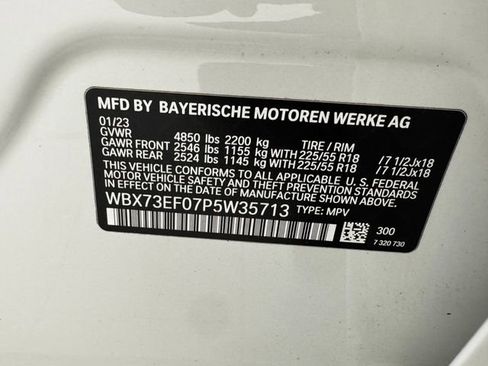 MFD BY BAYERISCHE MOTOREN WERKE AG
01/23
GVWR 4850 lbs 2200 kg TIRE / RIM
GAWR FRONT 2546 lbs 1155 kg WITH 225/55 R18 / 7 1/2Jx18
GAWR REAR 2524 lbs 1145 kg WITH 225/55 R18 / 7 1/2Jx18
THIS VEHICLE CONFORMS TO ALL APPLICABLE U. S. FEDERAL
MOTOR VEHICLE SAFETY AND THEFT PREVENTION STANDARDS
IN EFFECT ON THE DATE OF MANUFACTURE SHOWN ABOVE.
WBX73EF07P5W35713 TYPE: MPV
300
7 320 730